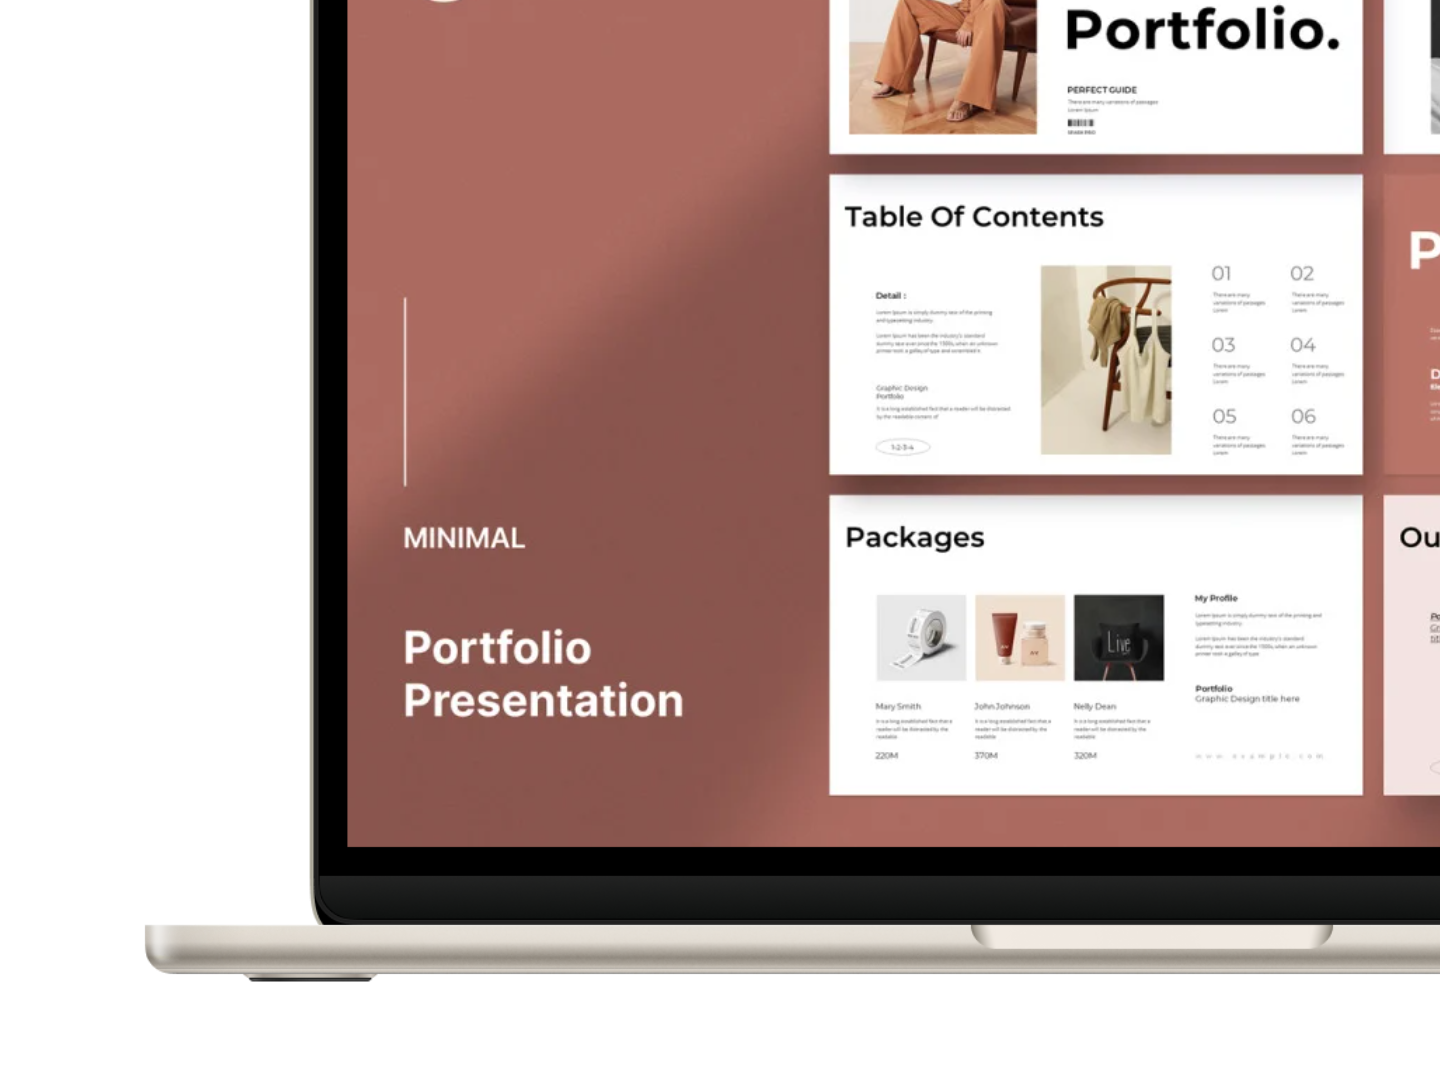 Portfolio.
PERFECT GUIDE
There are many variations of passages
Lorem Ipsum
Table Of Contents
Detail :
Lorem Ipsum is simply dummy text of the printing
and typesetting industry.
Lorem Ipsum has been the industry's standard
dummy text ever since the 1500s, when an unknown
printer took a galley of type and scrambled it.
Graphic Design
Portfolio
It is a long established fact that a reader will be distracted
by the readable content of
1-2-3-4
01
There are many
variations of passages
Lorem
02
There are many
variations of passages
Lorem
03
There are many
variations of passages
Lorem
04
There are many
variations of passages
Lorem
05
There are many
variations of passages
Lorem
06
There are many
variations of passages
Lorem
P
MINIMAL
Portfolio
Presentation
Packages
Live
Mary Smith
It is a long established fact that a
reader will be distracted by the
readable
220M
John Johnson
It is a long established fact that a
reader will be distracted by the
readable
370M
Nelly Dean
It is a long established fact that a
reader will be distracted by the
readable
320M
My Profile
Lorem Ipsum is simply dummy text of the printing and
typesetting industry.
Lorem Ipsum has been the industry's standard
dummy text ever since the 1500s, when an unknown
printer took a galley of type
Portfolio
Graphic Design title here
www.example.com
Ou